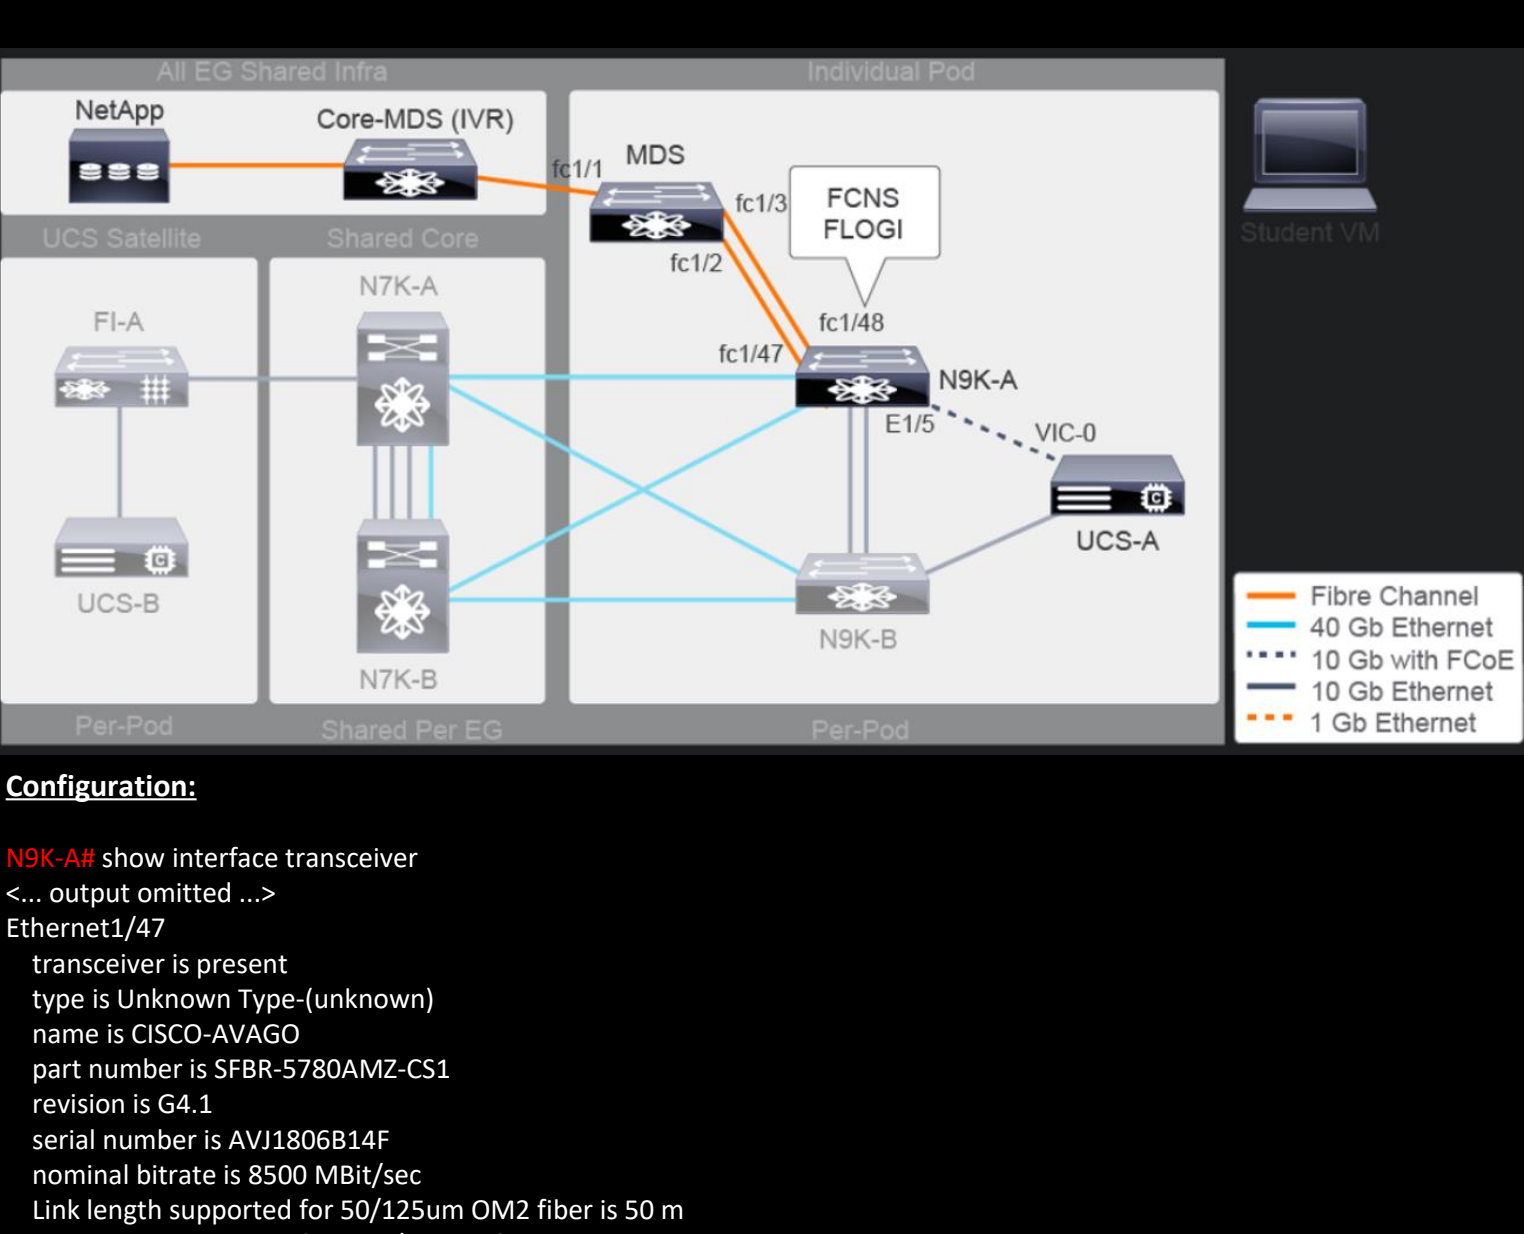 All EG Shared Infra
Individual Pod
NetApp
Core-MDS (IVR)
fc1/1
MDS
fc1/3
FCNS
FLOGI
UCS Satellite
Shared Core
fc1/2
Student VM
N7K-A
FI-A
fc1/48
fc1/47
N9K-A
E1/5
VIC-0
UCS-A
UCS-B
N9K-B
N7K-B
Fibre Channel
40 Gb Ethernet
10 Gb with FCoE
10 Gb Ethernet
1 Gb Ethernet
Per-Pod
Shared Per EG
Per-Pod
Configuration:
N9K-A# show interface transceiver
<... output omitted ...>
Ethernet1/47
transceiver is present
type is Unknown Type-(unknown)
name is CISCO-AVAGO
part number is SFBR-5780AMZ-CS1
revision is G4.1
serial number is AVJ1806B14F
nominal bitrate is 8500 MBit/sec
Link length supported for 50/125um OM2 fiber is 50 m